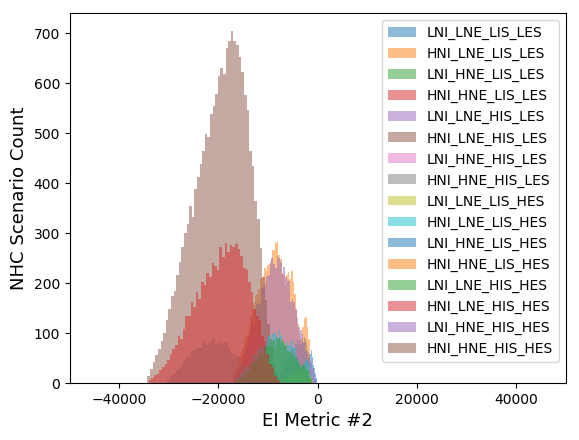 NHC Scenario Count
700
600
500
400
300
200
100
0
−40000
−20000
0
20000
40000
EI Metric #2
LNI_LNE_LIS_LES
HNI_LNE_LIS_LES
LNI_HNE_LIS_LES
HNI_HNE_LIS_LES
LNI_LNE_HIS_LES
HNI_LNE_HIS_LES
LNI_HNE_HIS_LES
HNI_HNE_HIS_LES
LNI_LNE_LIS_HES
HNI_LNE_LIS_HES
LNI_HNE_LIS_HES
HNI_HNE_LIS_HES
LNI_LNE_HIS_HES
HNI_LNE_HIS_HES
LNI_HNE_HIS_HES
HNI_HNE_HIS_HES